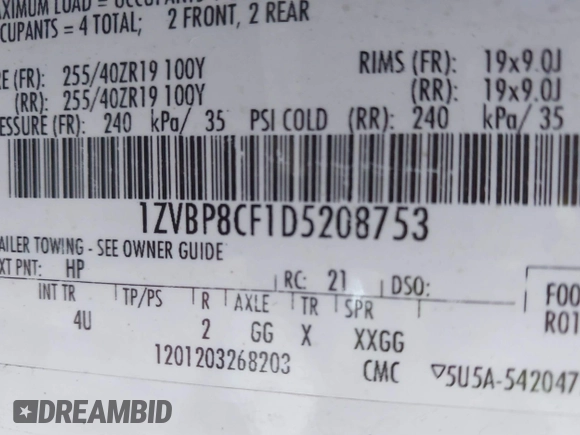 MAXIMUM LOAD = OCCUPANTS
OCCUPANTS = 4 TOTAL; 2 FRONT, 2 REAR
RE (FR): 255/40ZR19 100Y RIMS (FR): 19x9.0J
(RR): 255/40ZR19 100Y (RR): 19x9.0J
ESSURE (FR): 240 kPa/ 35 PSI COLD (RR): 240 kPa/ 35
1ZVBP8CF1D5208753
AILER TOWING - SEE OWNER GUIDE
XT PNT: HP RC: 21 DSO:
INT TR TP/PS R AXLE TR SPR F00
4U 2 GG X XXGG R01
1201203268203 CMC ▽5U5A-542047
DREAMBID